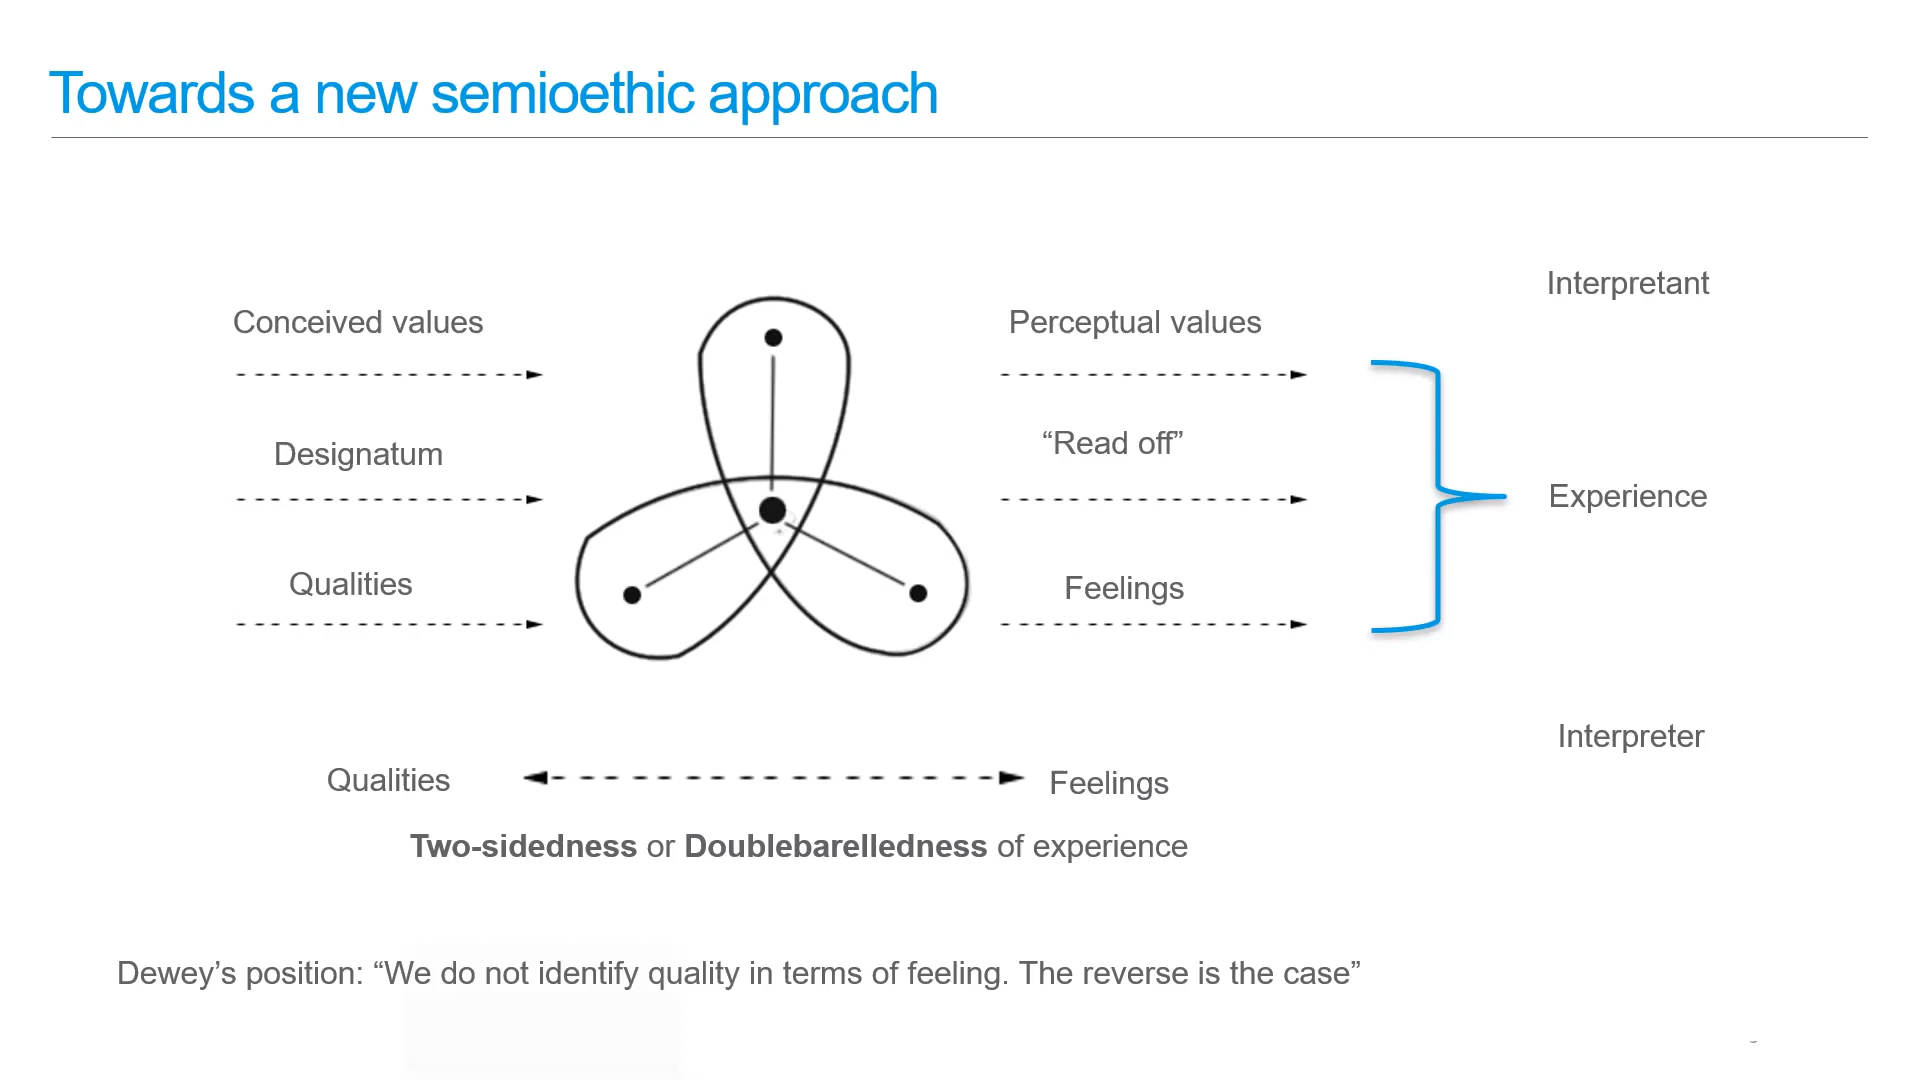 Towards a new semioethic approach
Interpretant
Conceived values
Perceptual values
Designatum
“Read off”
Experience
Qualities
Feelings
Interpreter
Qualities
Feelings
Two-sidedness or Doublebarelledness of experience
Dewey’s position: “We do not identify quality in terms of feeling. The reverse is the case”